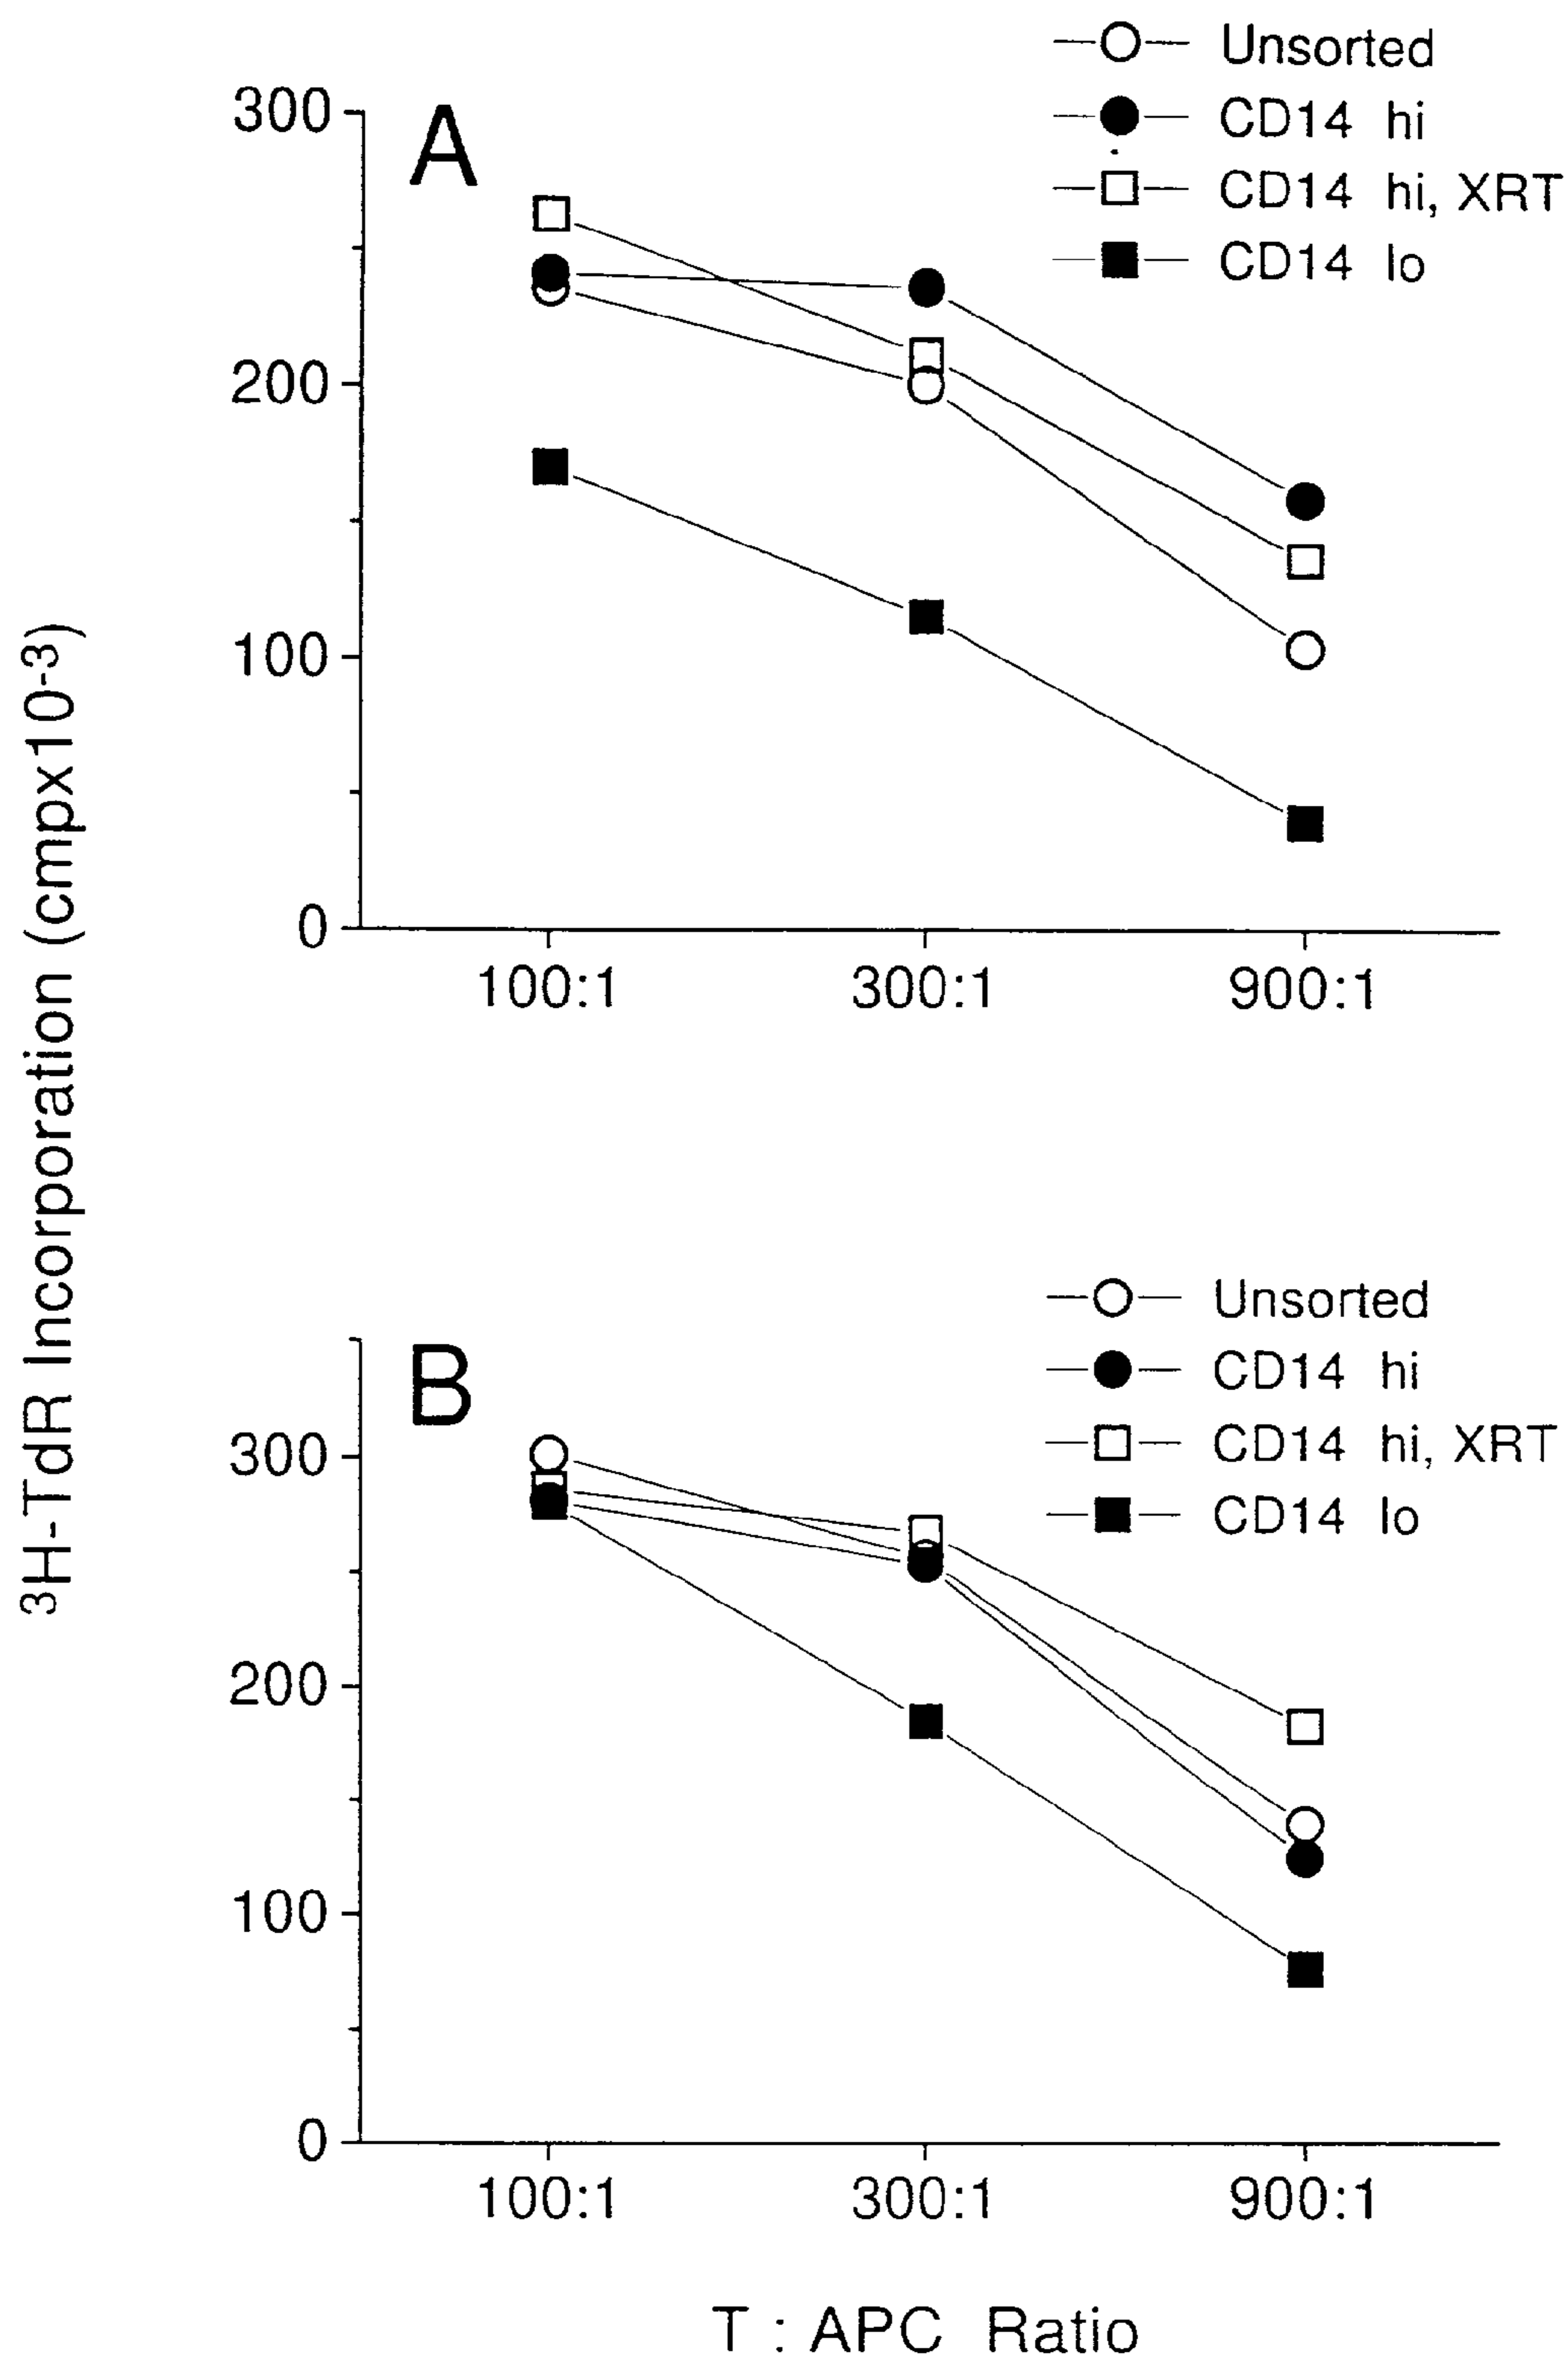 Unsorted
CD14 hi
CD14 hi, XRT
CD14 lo
A
300
200
100
0
100:1 300:1 900:1
³H-TdR Incorporation (cmpx10⁻³)
Unsorted
CD14 hi
CD14 hi, XRT
CD14 lo
B
300
200
100
0
100:1 300:1 900:1
T : APC Ratio